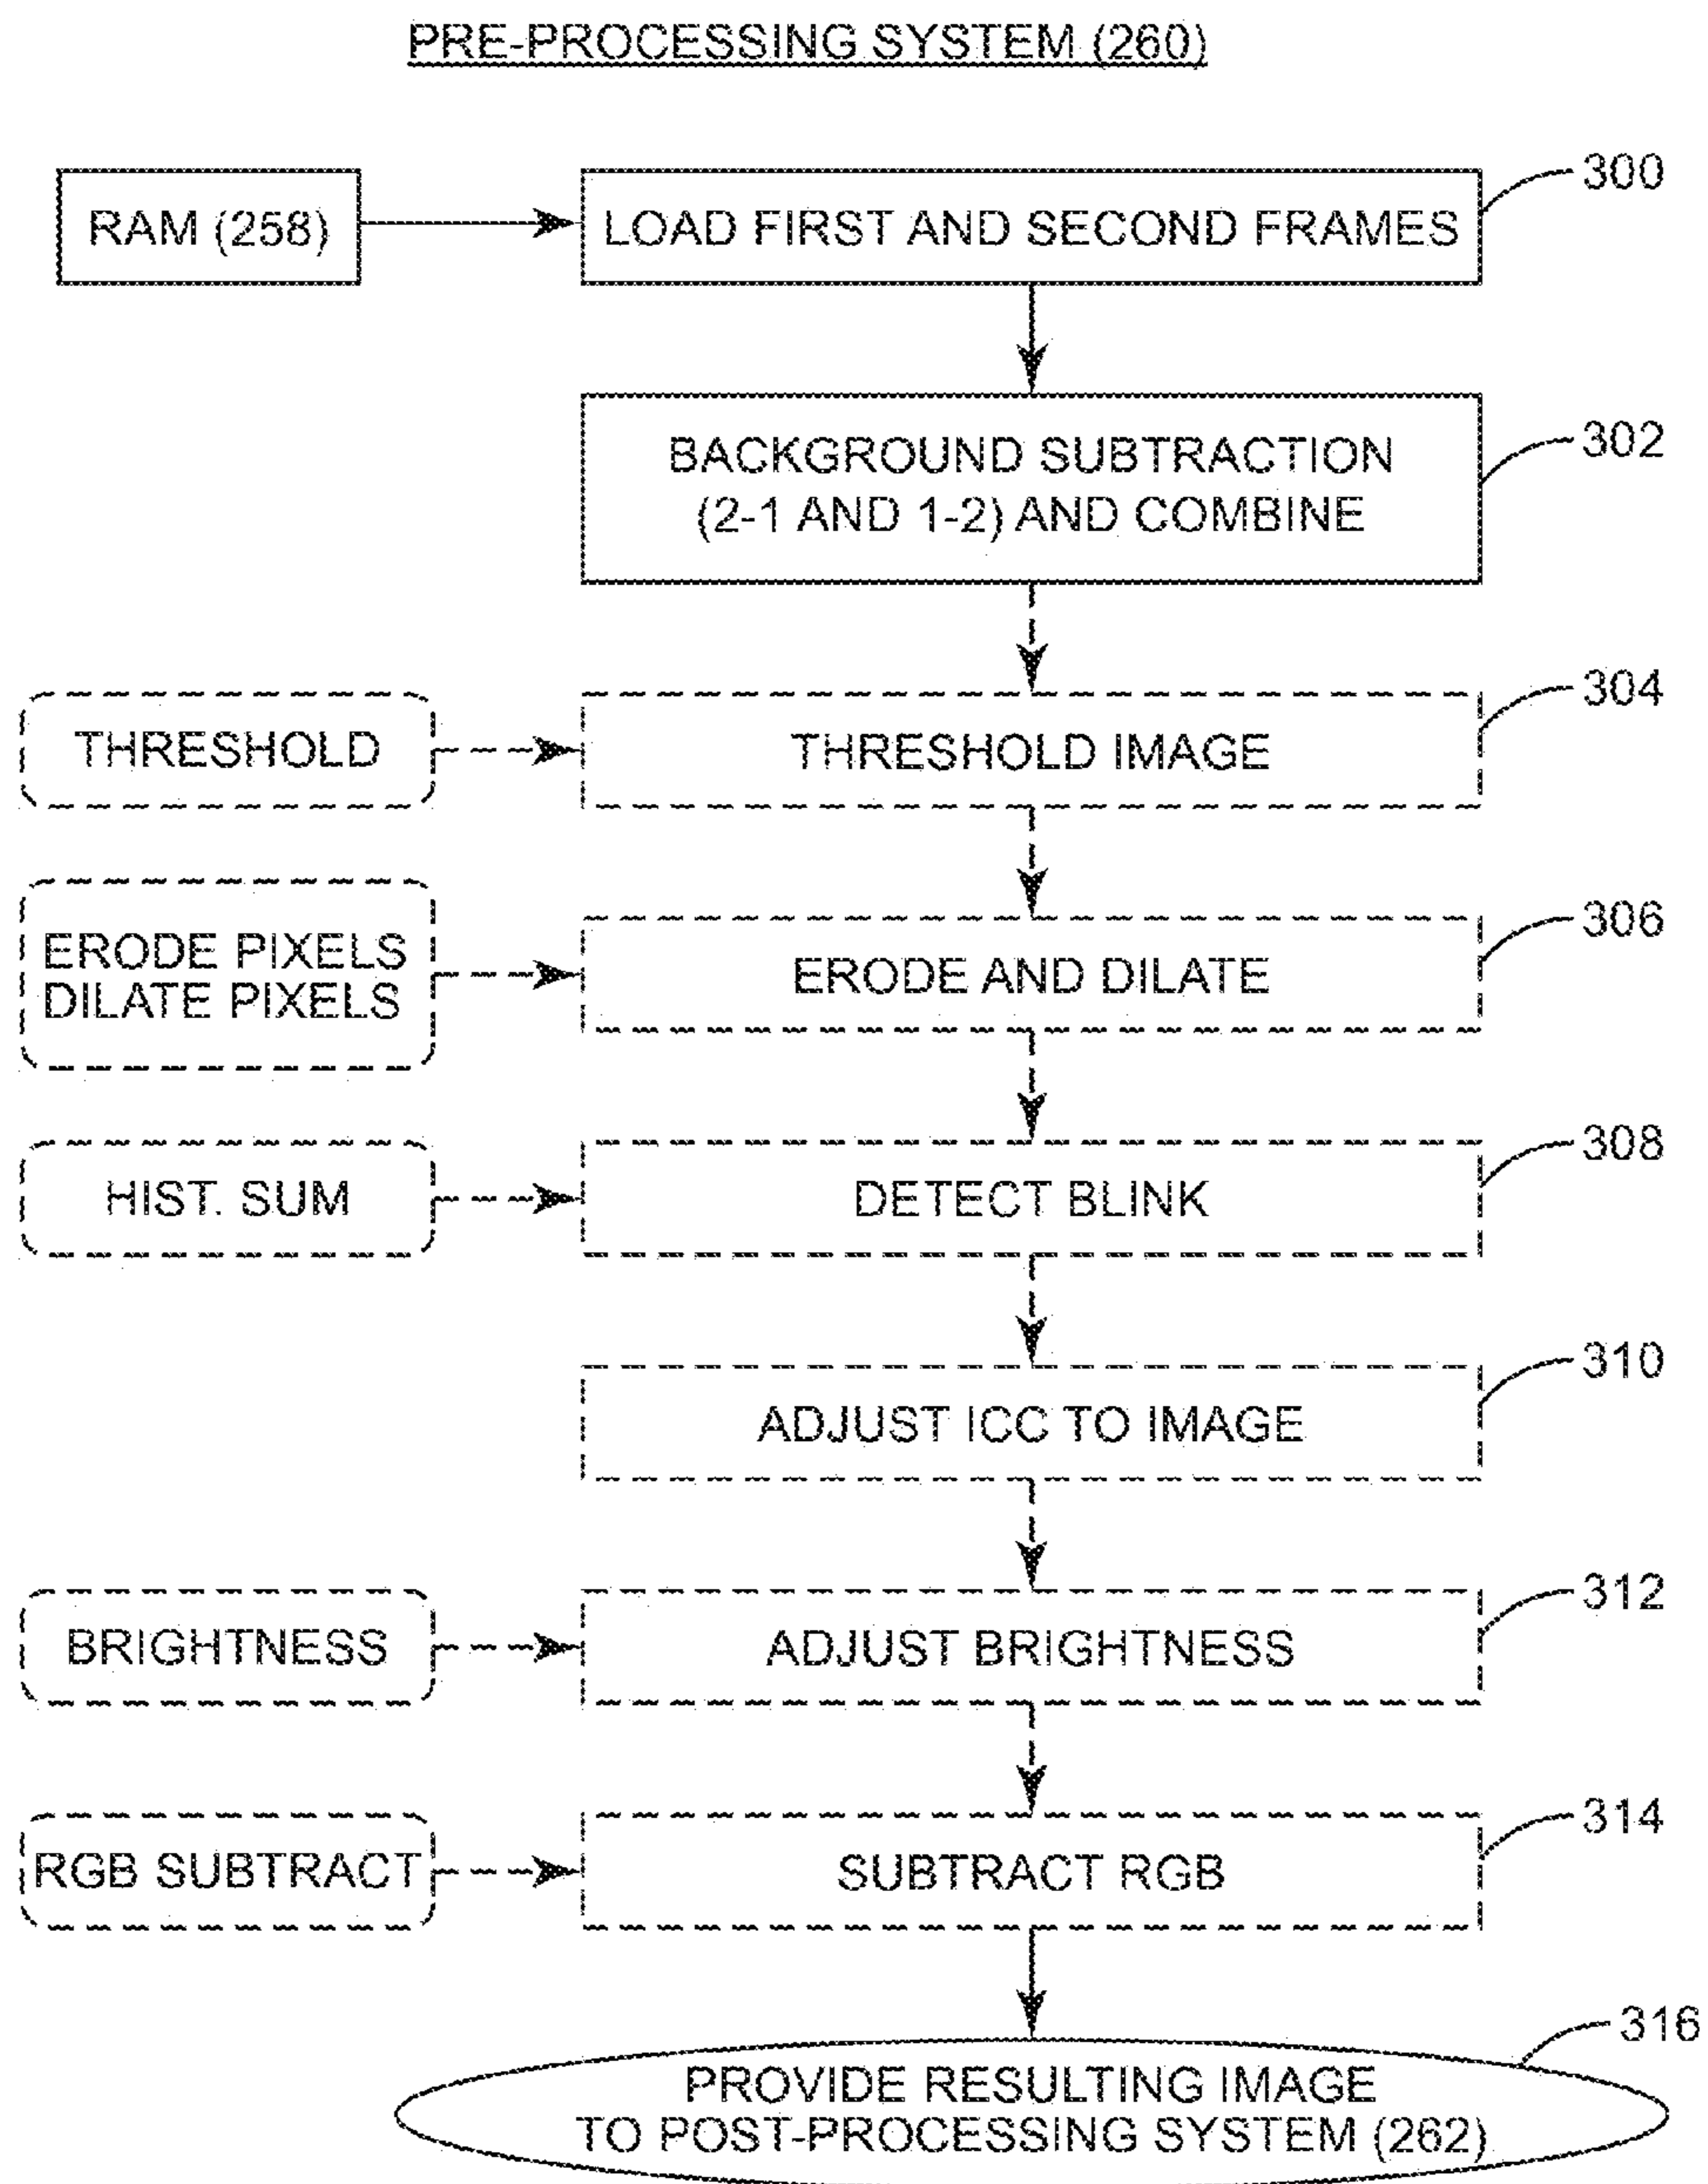 PRE-PROCESSING SYSTEM (260)
RAM (258)
LOAD FIRST AND SECOND FRAMES
300
BACKGROUND SUBTRACTION
(2-1 AND 1-2) AND COMBINE
302
THRESHOLD
THRESHOLD IMAGE
304
ERODE PIXELS
DILATE PIXELS
ERODE AND DILATE
306
HIST. SUM
DETECT BLINK
308
ADJUST ICC TO IMAGE
310
BRIGHTNESS
ADJUST BRIGHTNESS
312
RGB SUBTRACT
SUBTRACT RGB
314
PROVIDE RESULTING IMAGE
TO POST-PROCESSING SYSTEM (262)
316